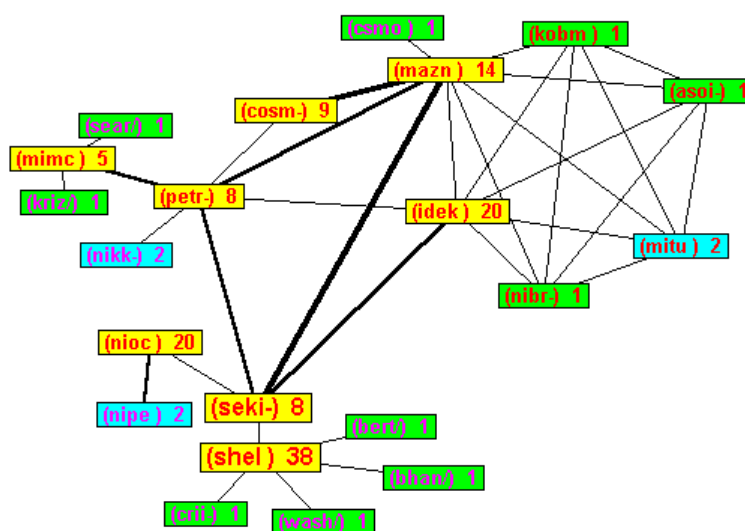 (csmo ) 1
(kobm ) 1
(mazn ) 14
(asoi-) 1
(cosm-) 9
(sear/) 1
(mimc ) 5
(kriz/) 1
(petr-) 8
(idek ) 20
(nikk-) 2
(mitu ) 2
(nibr-) 1
(nioc ) 20
(nipe ) 2
(seki-) 8
(bert/) 1
(shel ) 38
(bhan/) 1
(crii-) 1
(wash/) 1